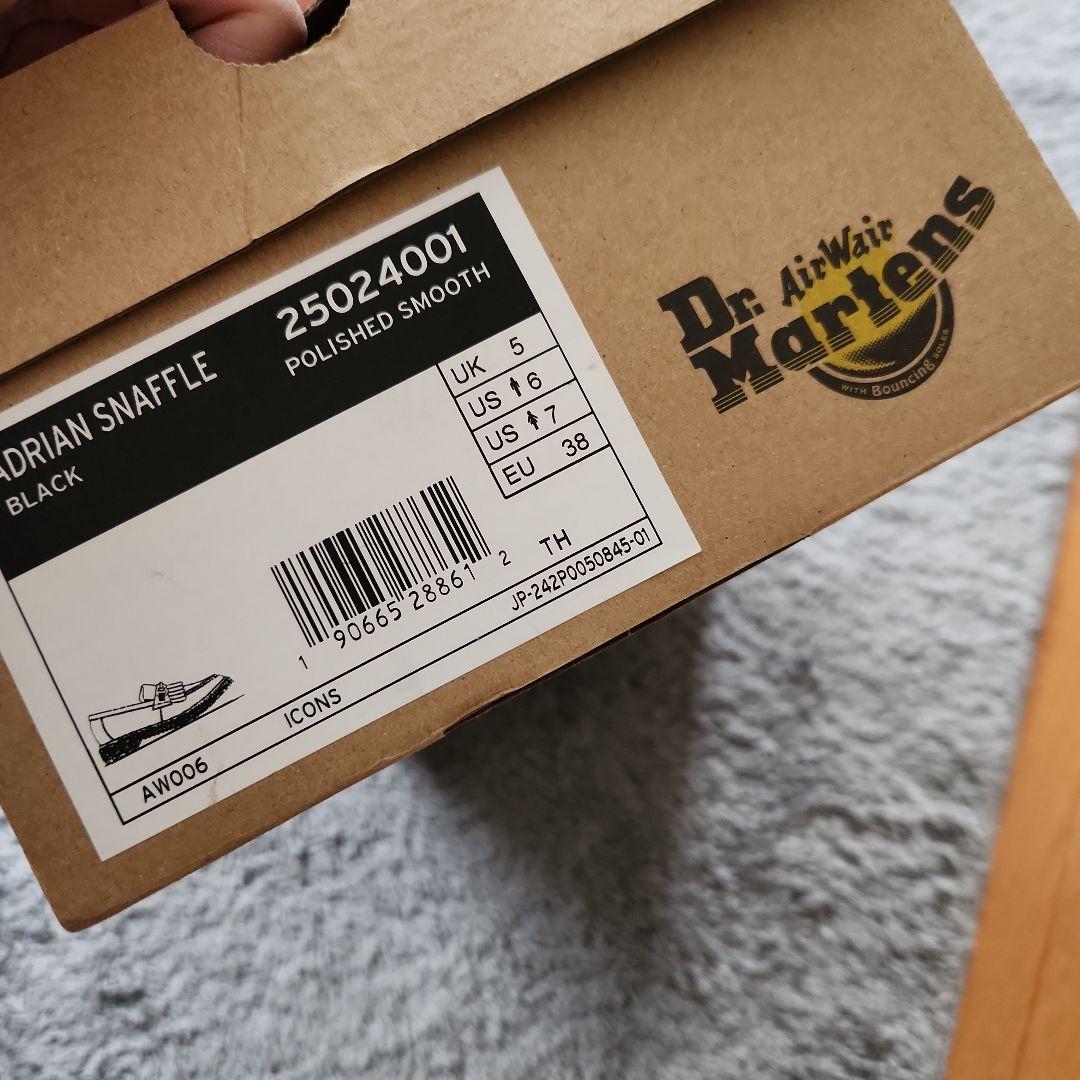 ADRIAN SNAFFLE
BLACK
25024001
POLISHED SMOOTH
UK 5
US 6
US 7
EU 38
1 90665 28861 2
TH
JP-242P0050845-01
AW006
ICONS
Dr. AirWair
Martens
WITH Bouncing SOLES